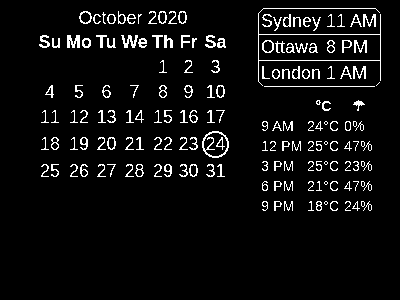 October 2020
Su Mo Tu We Th Fr Sa
1 2 3
4 5 6 7 8 9 10
11 12 13 14 15 16 17
18 19 20 21 22 23 24
25 26 27 28 29 30 31
Sydney 11 AM
Ottawa 8 PM
London 1 AM
°C ☂
9 AM 24°C 0%
12 PM 25°C 47%
3 PM 25°C 23%
6 PM 21°C 47%
9 PM 18°C 24%